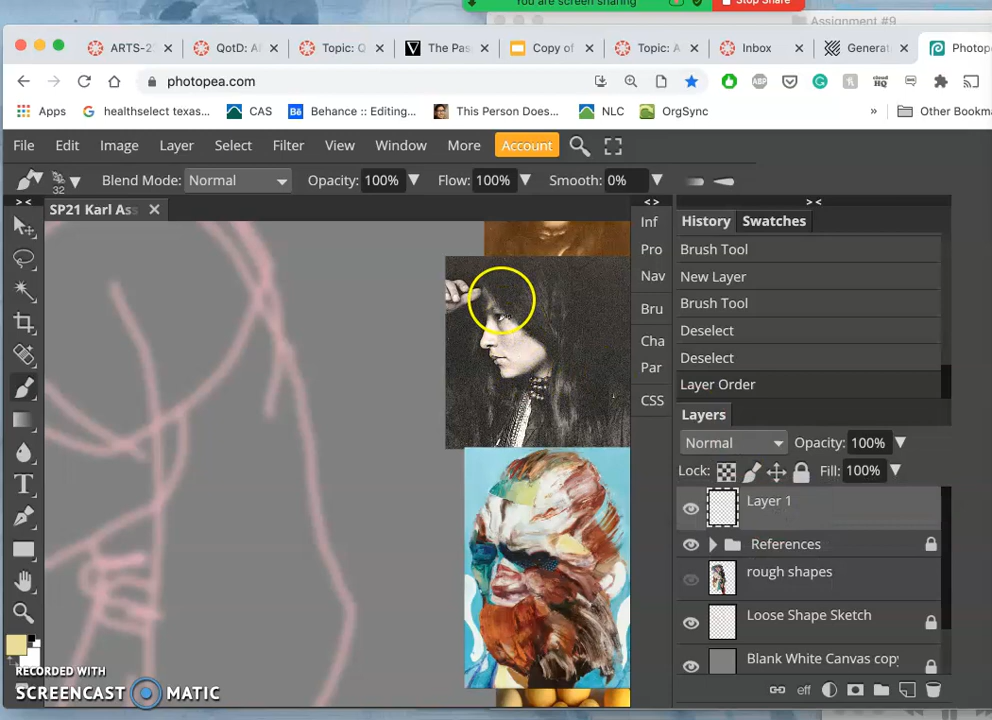 You are screen sharing Stop Share
Assignment #9
ARTS-2 QotD: A Topic: Q The Pas Copy of Topic: A Inbox Generat Photop
photopea.com
Apps healthselect texas... CAS Behance :: Editing... This Person Does... NLC OrgSync » Other Bookma
File Edit Image Layer Select Filter View Window More Account
32 Blend Mode: Normal Opacity: 100% Flow: 100% Smooth: 0%
> < < > > <
SP21 Karl Ass
Inf
Pro
Nav
Bru
Cha
Par
CSS
History Swatches
Brush Tool
New Layer
Brush Tool
Deselect
Deselect
Layer Order
Layers
Normal Opacity: 100%
Lock: Fill: 100%
Layer 1
References
rough shapes
Loose Shape Sketch
Blank White Canvas copy
eff
RECORDED WITH
SCREENCAST MATIC